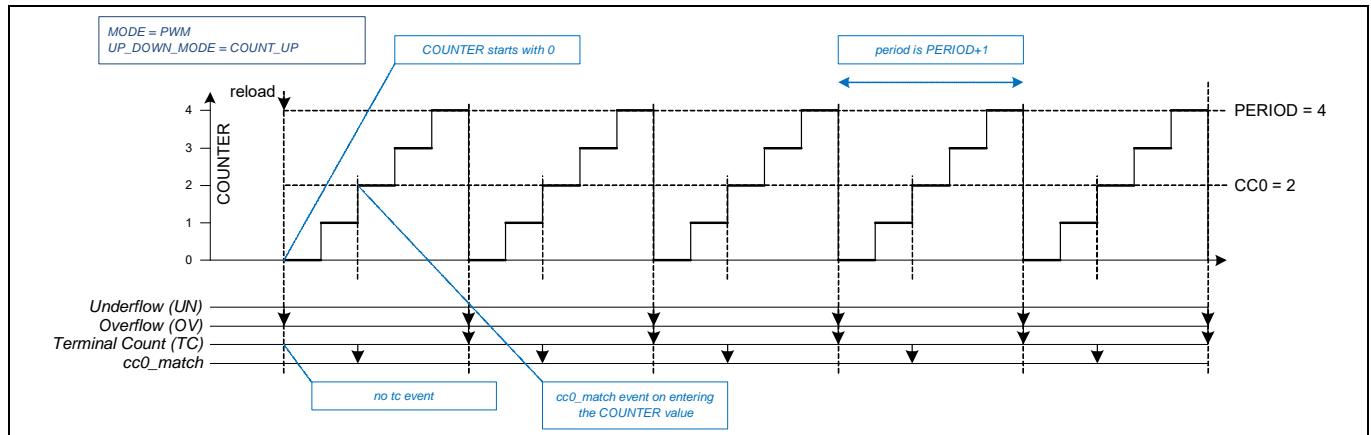 MODE = PWM
UP_DOWN_MODE = COUNT_UP
COUNTER starts with 0
period is PERIOD+1
reload
4
3
2
1
0
COUNTER
PERIOD = 4
CC0 = 2
Underflow (UN)
Overflow (OV)
Terminal Count (TC)
cc0_match
no tc event
cc0_match event on entering
the COUNTER value